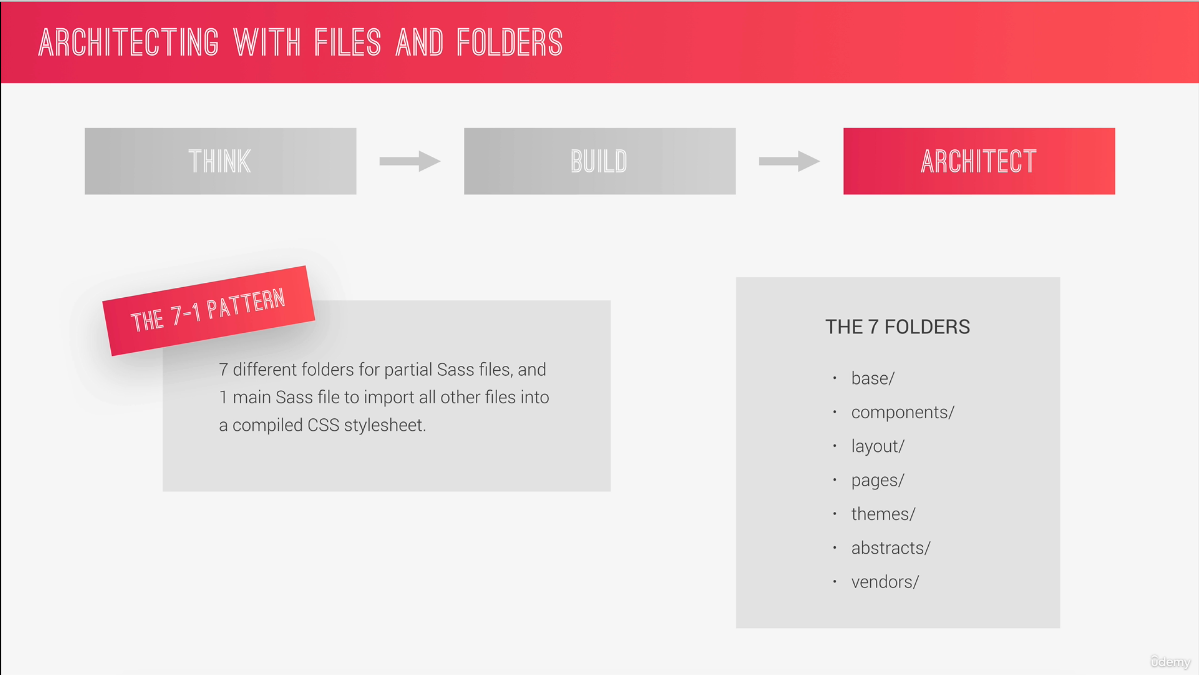 ARCHITECTING WITH FILES AND FOLDERS
THINK
BUILD
ARCHITECT
THE 7-1 PATTERN
7 different folders for partial Sass files, and
1 main Sass file to import all other files into
a compiled CSS stylesheet.
THE 7 FOLDERS
• base/
• components/
• layout/
• pages/
• themes/
• abstracts/
• vendors/
ûdemy